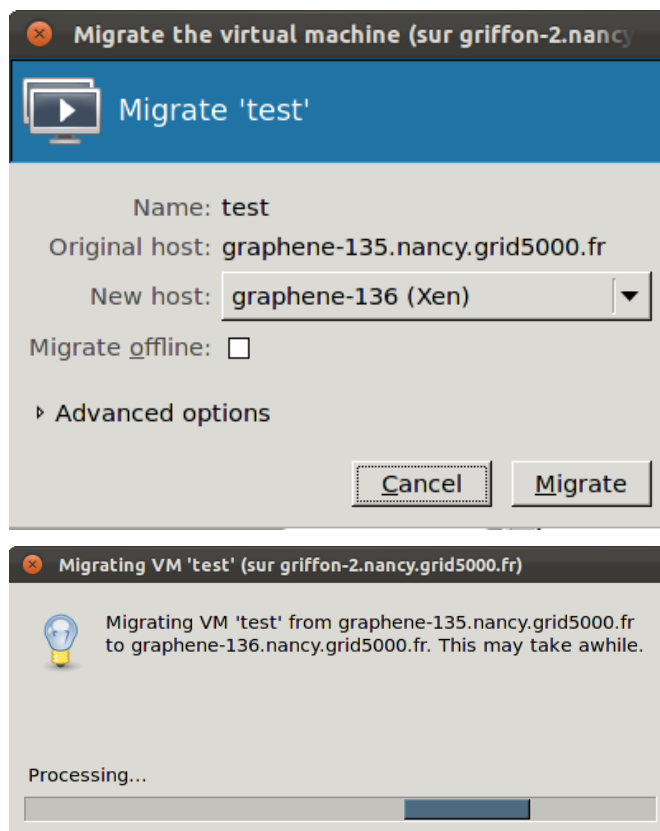 Migrate the virtual machine (sur griffon-2.nancy
Migrate 'test'
Name: test
Original host: graphene-135.nancy.grid5000.fr
New host: graphene-136 (Xen)
Migrate offline:
Advanced options
Cancel Migrate
Migrating VM 'test' (sur griffon-2.nancy.grid5000.fr)
Migrating VM 'test' from graphene-135.nancy.grid5000.fr
to graphene-136.nancy.grid5000.fr. This may take awhile.
Processing...